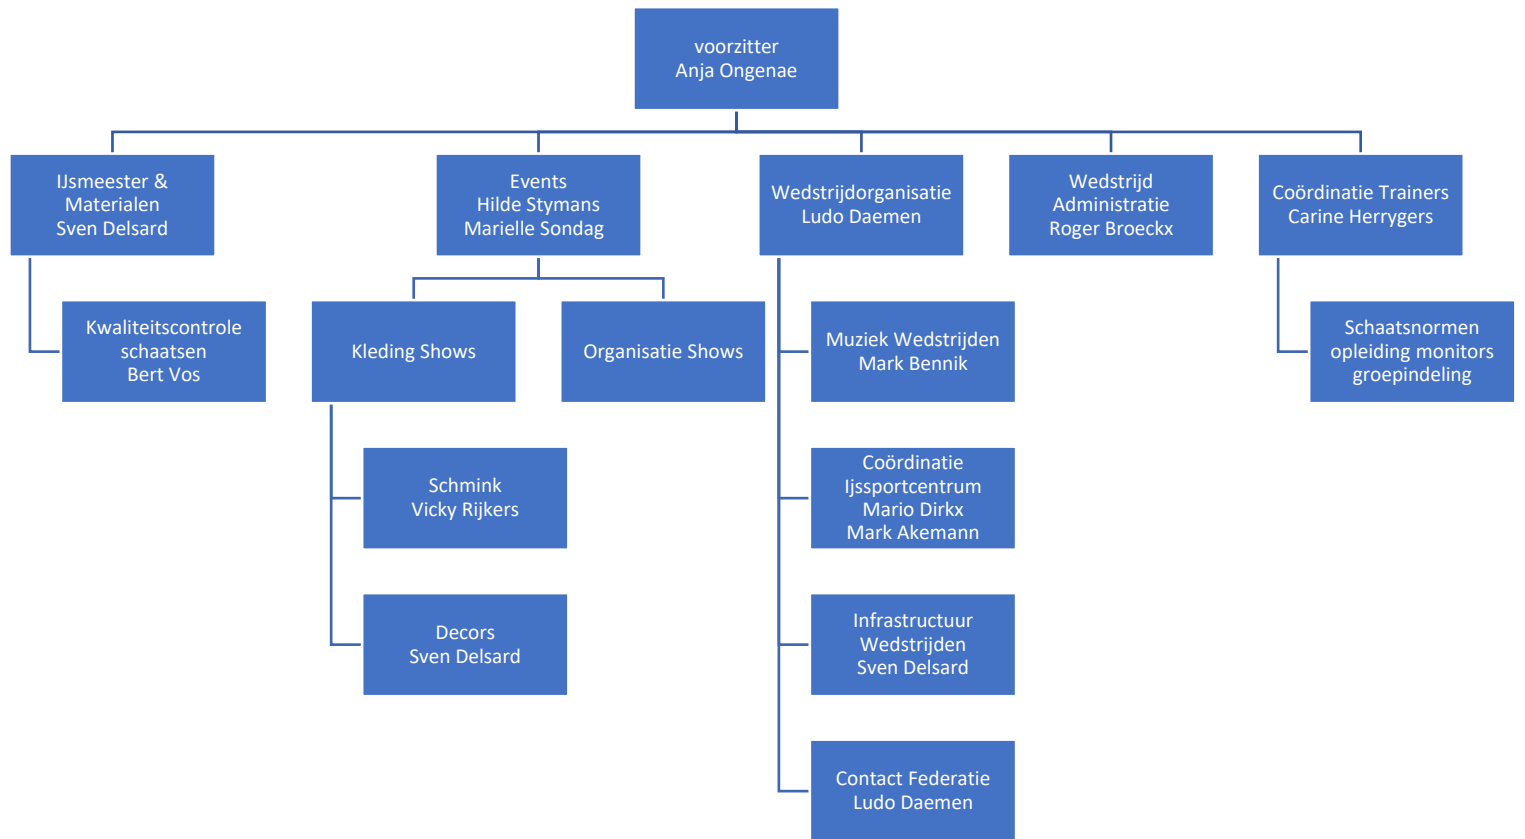 voorzitter
Anja Ongenae
IJsmeester &
Materialen
Sven Delsard
Events
Hilde Stymans
Marielle Sondag
Wedstrijdorganisatie
Ludo Daemen
Wedstrijd
Administratie
Roger Broeckx
Coördinatie Trainers
Carine Herrygers
Kwaliteitscontrole
schaatsen
Bert Vos
Kleding Shows
Organisatie Shows
Muziek Wedstrijden
Mark Bennik
Schaatsnormen
opleiding monitors
groepindeling
Schmink
Vicky Rijkers
Coördinatie
Ijssportcentrum
Mario Dirkx
Mark Akemann
Decors
Sven Delsard
Infrastructuur
Wedstrijden
Sven Delsard
Contact Federatie
Ludo Daemen